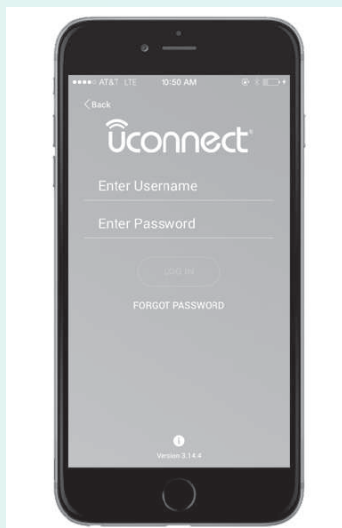 AT&T LTE 10:50 AM
Back
uconnect
Enter Username
Enter Password
LOG IN
FORGOT PASSWORD
Version 3.14.4